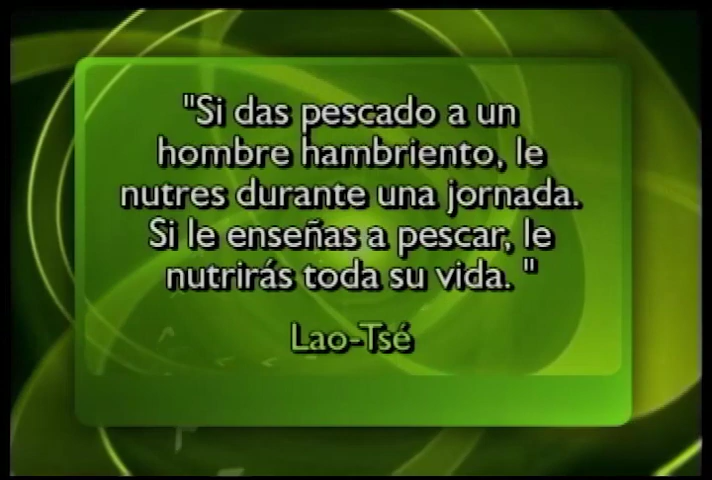 "Si das pescado a un
hombre hambriento, le
nutres durante una jornada.
Si le enseñas a pescar, le
nutrirás toda su vida. "
Lao-Tsé